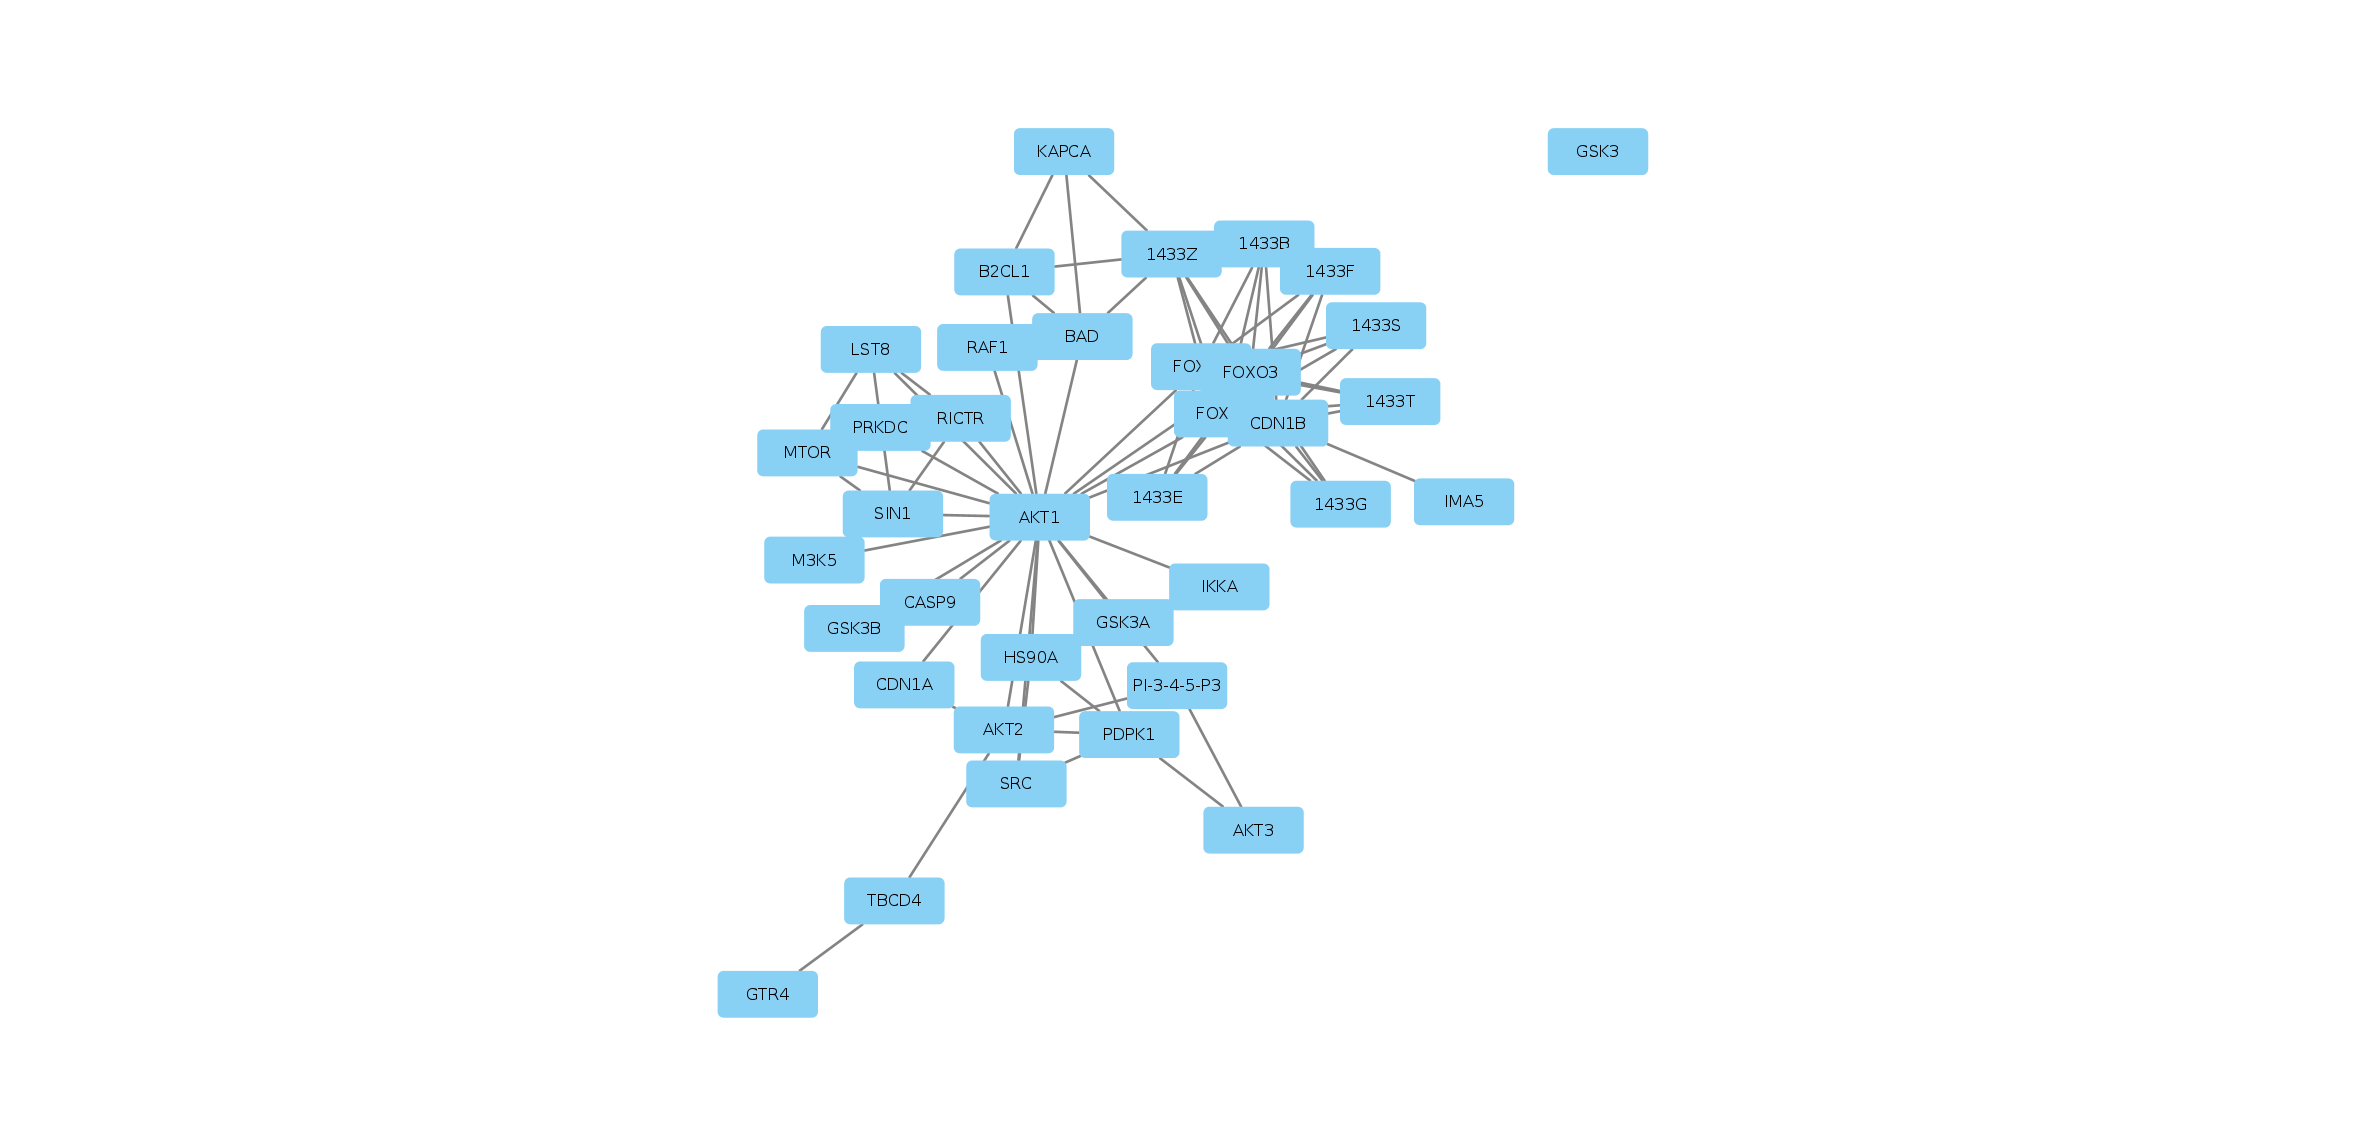 KAPCA
GSK3
1433B
1433Z
B2CL1
1433F
1433S
BAD
RAF1
LST8
FOX
FOXO3
1433T
FOX
CDN1B
RICTR
PRKDC
MTOR
1433E
IMA5
1433G
SIN1
AKT1
M3K5
IKKA
CASP9
GSK3A
GSK3B
HS90A
CDN1A
PI-3-4-5-P3
AKT2
PDPK1
SRC
AKT3
TBCD4
GTR4